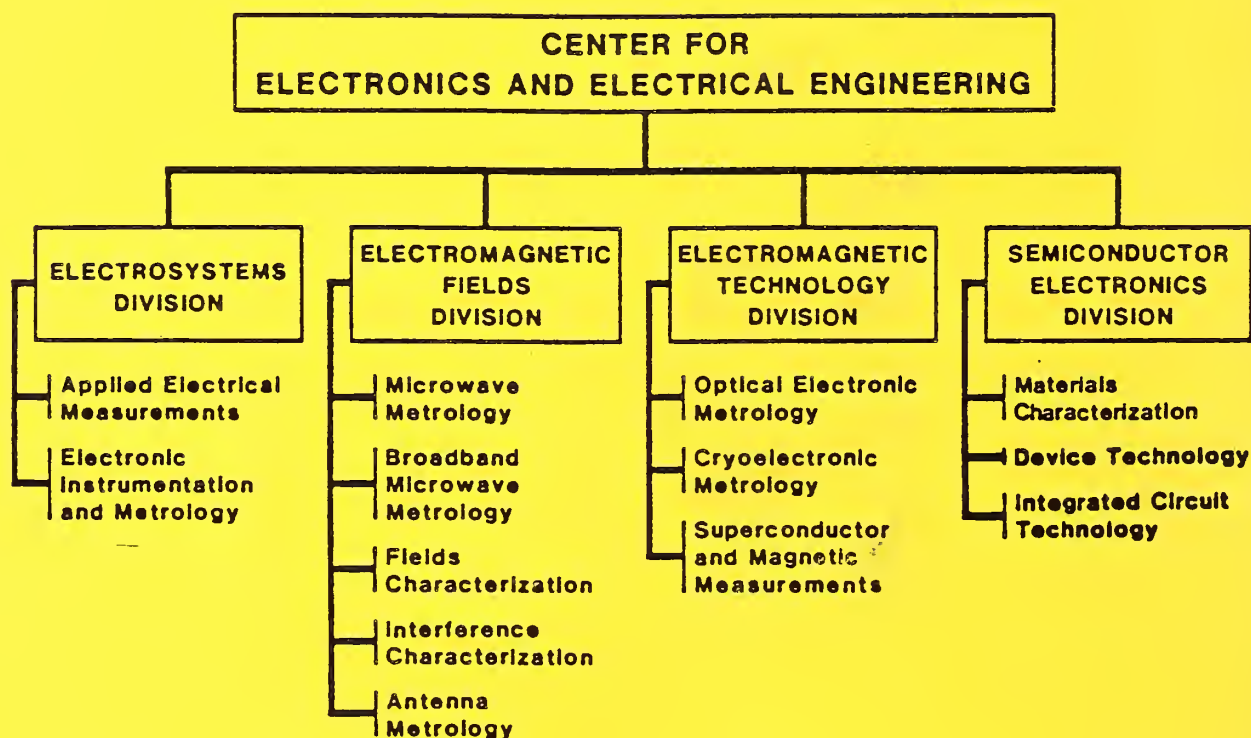 CENTER FOR
ELECTRONICS AND ELECTRICAL ENGINEERING
ELECTROSYSTEMS
DIVISION
Applied Electrical
Measurements
Electronic
Instrumentation
and Metrology
ELECTROMAGNETIC
FIELDS
DIVISION
Microwave
Metrology
Broadband
Microwave
Metrology
Fields
Characterization
Interference
Characterization
Antenna
Metrology
ELECTROMAGNETIC
TECHNOLOGY
DIVISION
Optical Electronic
Metrology
Cryoelectronic
Metrology
Superconductor
and Magnetic
Measurements
SEMICONDUCTOR
ELECTRONICS
DIVISION
Materials
Characterization
Device Technology
Integrated Circuit
Technology